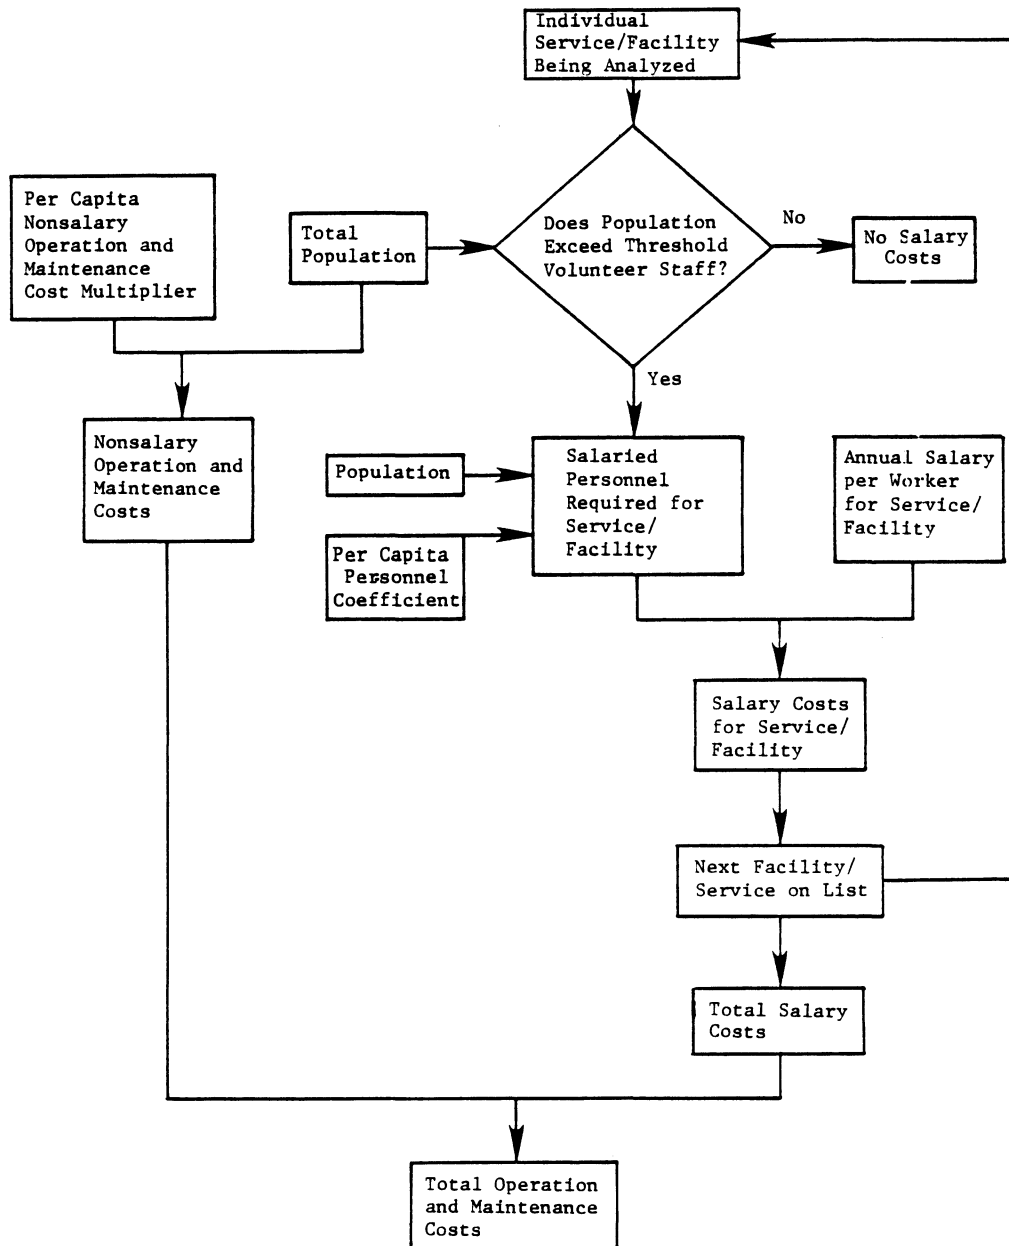 Individual
Service/Facility
Being Analyzed
Per Capita
Nonsalary
Operation and
Maintenance
Cost Multiplier
Total
Population
Does Population
Exceed Threshold
Volunteer Staff?
No
No Salary
Costs
Yes
Nonsalary
Operation and
Maintenance
Costs
Population
Per Capita
Personnel
Coefficient
Salaried
Personnel
Required for
Service/
Facility
Annual Salary
per Worker
for Service/
Facility
Salary Costs
for Service/
Facility
Next Facility/
Service on List
Total Salary
Costs
Total Operation
and Maintenance
Costs